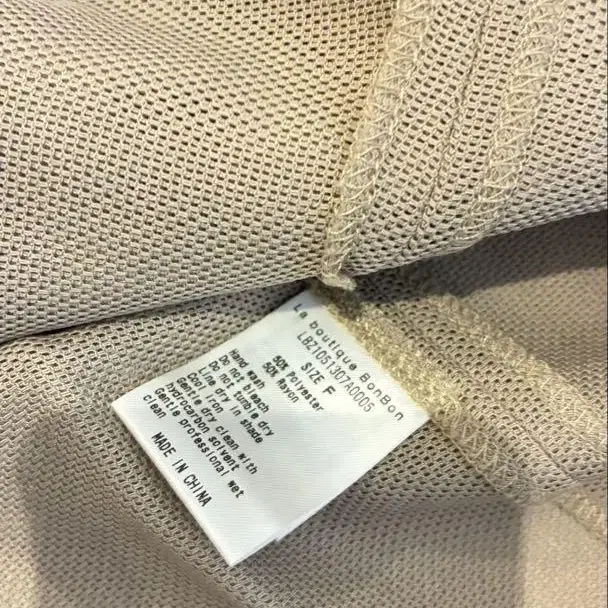 La boutique BonBon
LBZ1051307A0005
SIZE F
50% Polyester
50% Rayon
Hand wash
Do not bleach
Do not tumble dry
Line dry in shade
Cool iron
Gentle dry clean with
hydrocarbon solvent
Gentle professional wet
clean
MADE IN CHINA